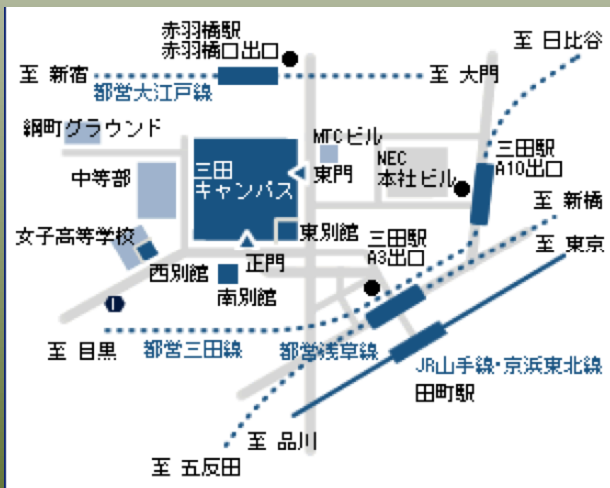 赤羽橋駅
赤羽橋口出口
至 日比谷
至 新宿
至 大門
都営大江戸線
綱町グラウンド
MTCビル
NEC
本社ビル
三田駅
A10出口
中等部
三田
キャンパス
東門
至 新橋
女子高等学校
東別館
三田駅
A3出口
至 東京
西別館
正門
南別館
至 目黒
都営三田線
都営浅草線
JR山手線・京浜東北線
田町駅
至 品川
至 五反田